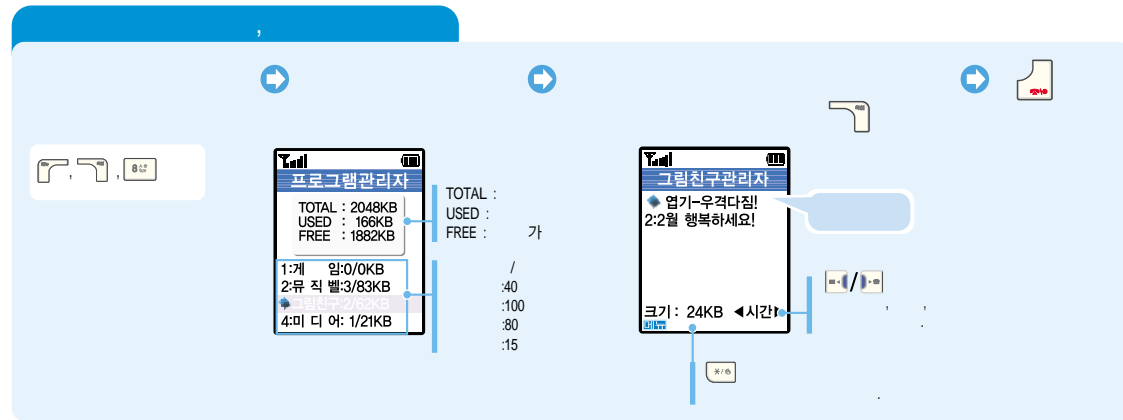 ,
, , 8
프로그램관리자
TOTAL : 2048KB
USED : 166KB
FREE : 1882KB
1:게 임:0/0KB
2:뮤 직 벨:3/83KB
그림친구:2/62KB
4:미 디 어: 1/21KB
TOTAL :
USED :
FREE : 가
/
:40
:100
:80
:15
그림친구관리자
엽기-우격다짐!
2:2월 행복하세요!
크기: 24KB ◀시간▶
메뉴
/
, ,
.
*/
.